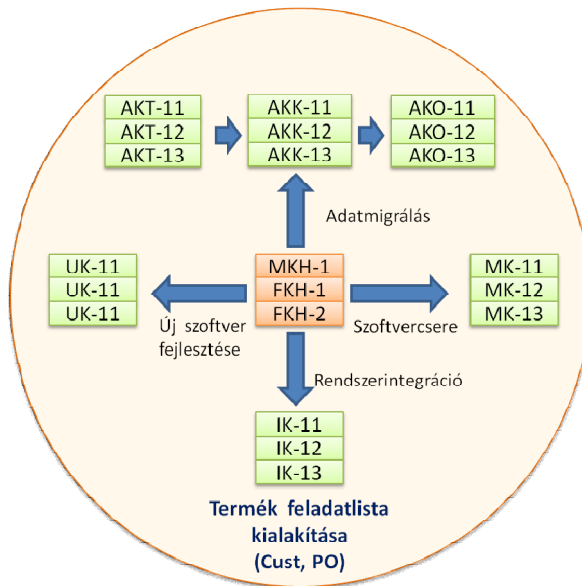 AKT-11
AKT-12
AKT-13
AKK-11
AKK-12
AKK-13
AKO-11
AKO-12
AKO-13
Adatmigrálás
UK-11
UK-11
UK-11
MKH-1
FKH-1
FKH-2
MK-11
MK-12
MK-13
Új szoftver
fejlesztése
Szoftvercsere
Rendszerintegráció
IK-11
IK-12
IK-13
Termék feladatlista
kialakítása
(Cust, PO)